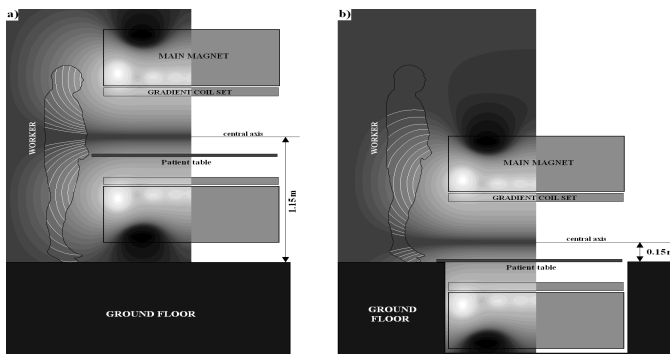 a)
MAIN MAGNET
GRADIENT COIL SET
WORKER
central axis
Patient table
1.15m
GROUND FLOOR
b)
WORKER
MAIN MAGNET
GRADIENT COIL SET
central axis
0.15m
Patient table
GROUND
FLOOR